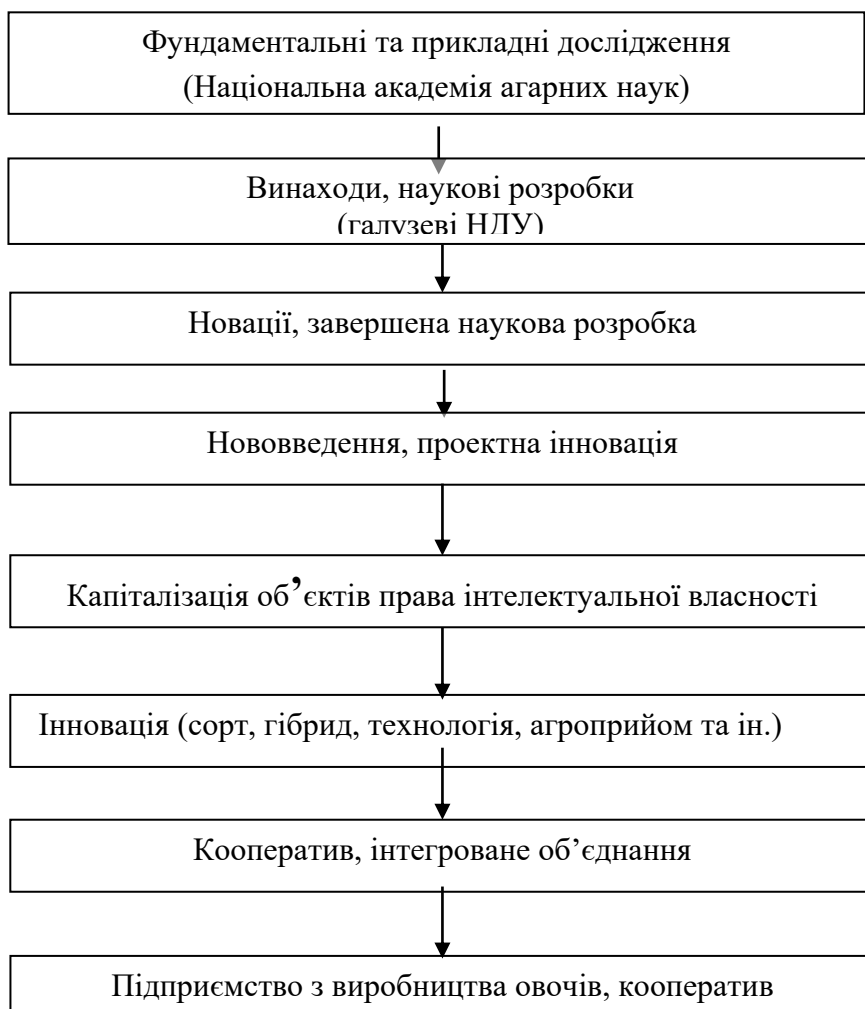 Фундаментальні та прикладні дослідження
(Національна академія агарних наук)
Винаходи, наукові розробки
(галузеві НДУ)
Новації, завершена наукова розробка
Нововведення, проектна інновація
Капіталізація об’єктів права інтелектуальної власності
Інновація (сорт, гібрид, технологія, агроприйом та ін.)
Кооператив, інтегроване об’єднання
Підприємство з виробництва овочів, кооператив